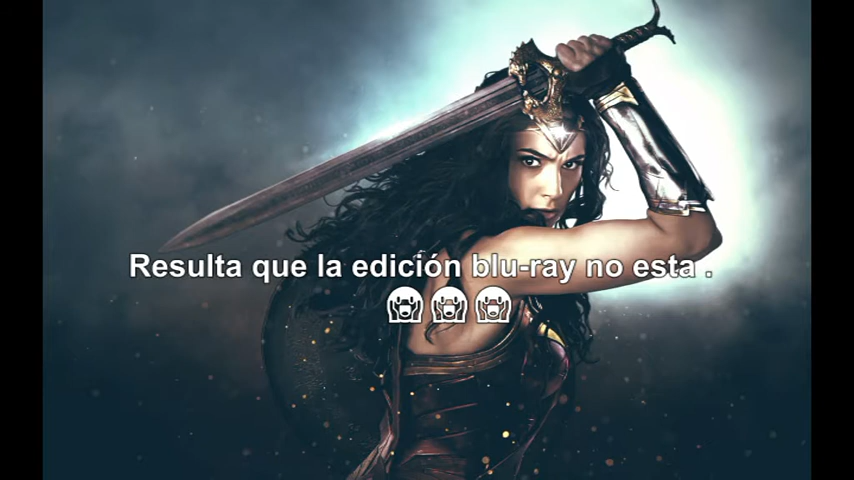 Resulta que la edición blu-ray no esta .
😱😱😱